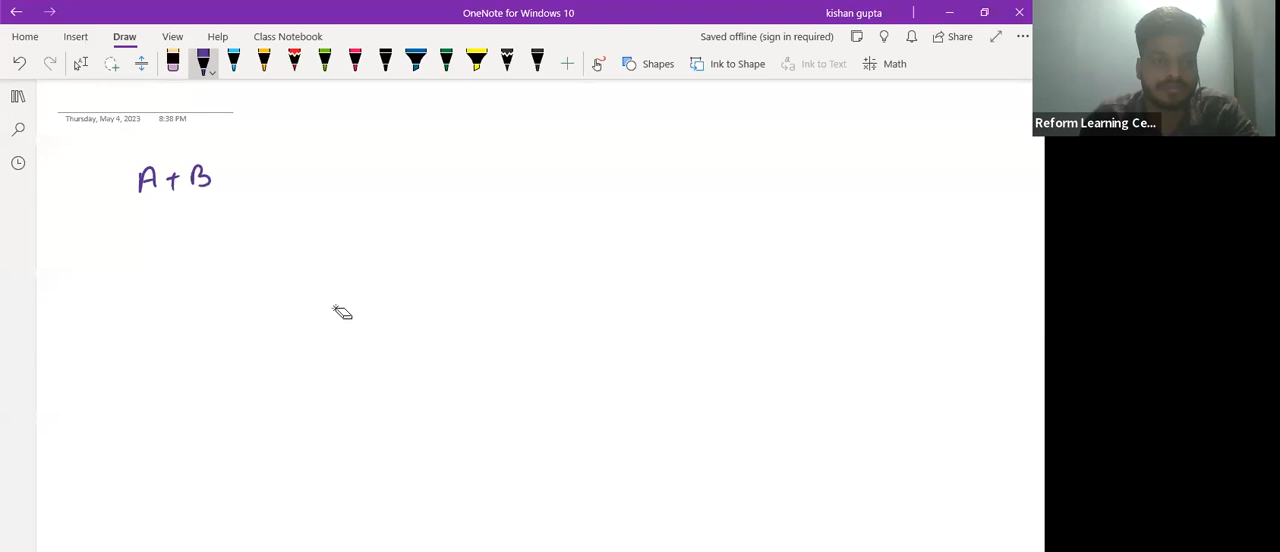 OneNote for Windows 10
kishan gupta
Home Insert Draw View Help Class Notebook
Saved offline (sign in required)
Share
Shapes
Ink to Shape
Ink to Text
Math
Thursday, May 4, 2023 8:38 PM
A + B
Reform Learning Ce...